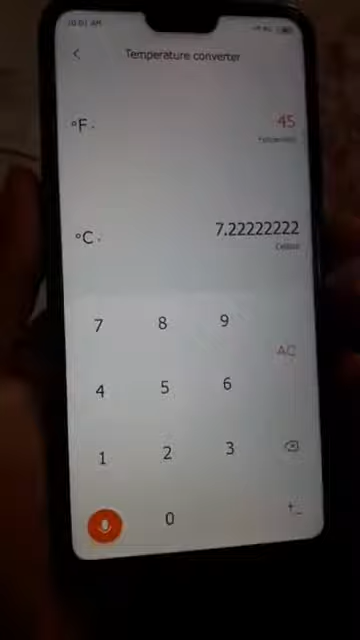 10:01 AM
Temperature converter
°F
45
Fahrenheit
°C
7.22222222
Celsius
7 8 9
AC
4 5 6
1 2 3
0